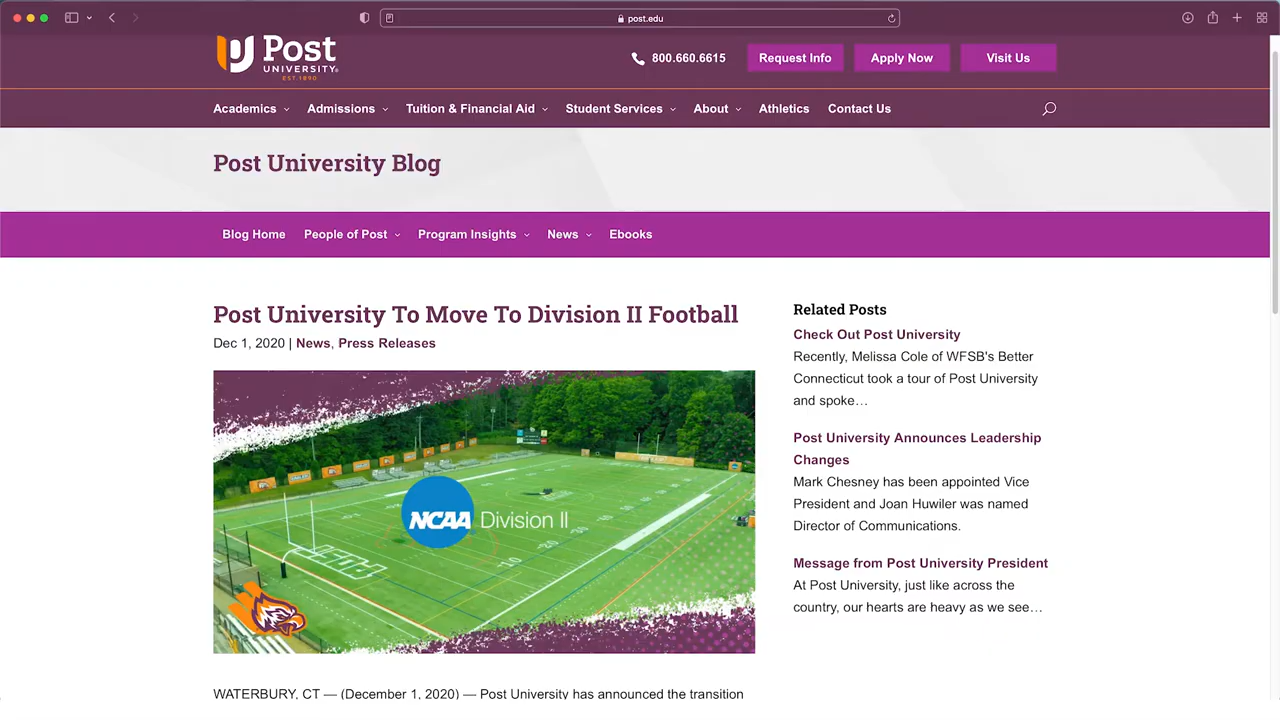 post.edu
Post
UNIVERSITY
EST.1890
800.660.6615
Request Info
Apply Now
Visit Us
Academics
Admissions
Tuition & Financial Aid
Student Services
About
Athletics
Contact Us
Post University Blog
Blog Home
People of Post
Program Insights
News
Ebooks
Post University To Move To Division II Football
Dec 1, 2020 | News, Press Releases
NCAA Division II
POST
WATERBURY, CT — (December 1, 2020) — Post University has announced the transition
Related Posts
Check Out Post University
Recently, Melissa Cole of WFSB's Better
Connecticut took a tour of Post University
and spoke…
Post University Announces Leadership
Changes
Mark Chesney has been appointed Vice
President and Joan Huwiler was named
Director of Communications.
Message from Post University President
At Post University, just like across the
country, our hearts are heavy as we see…